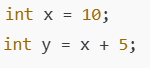 int x = 10;
int y = x + 5;